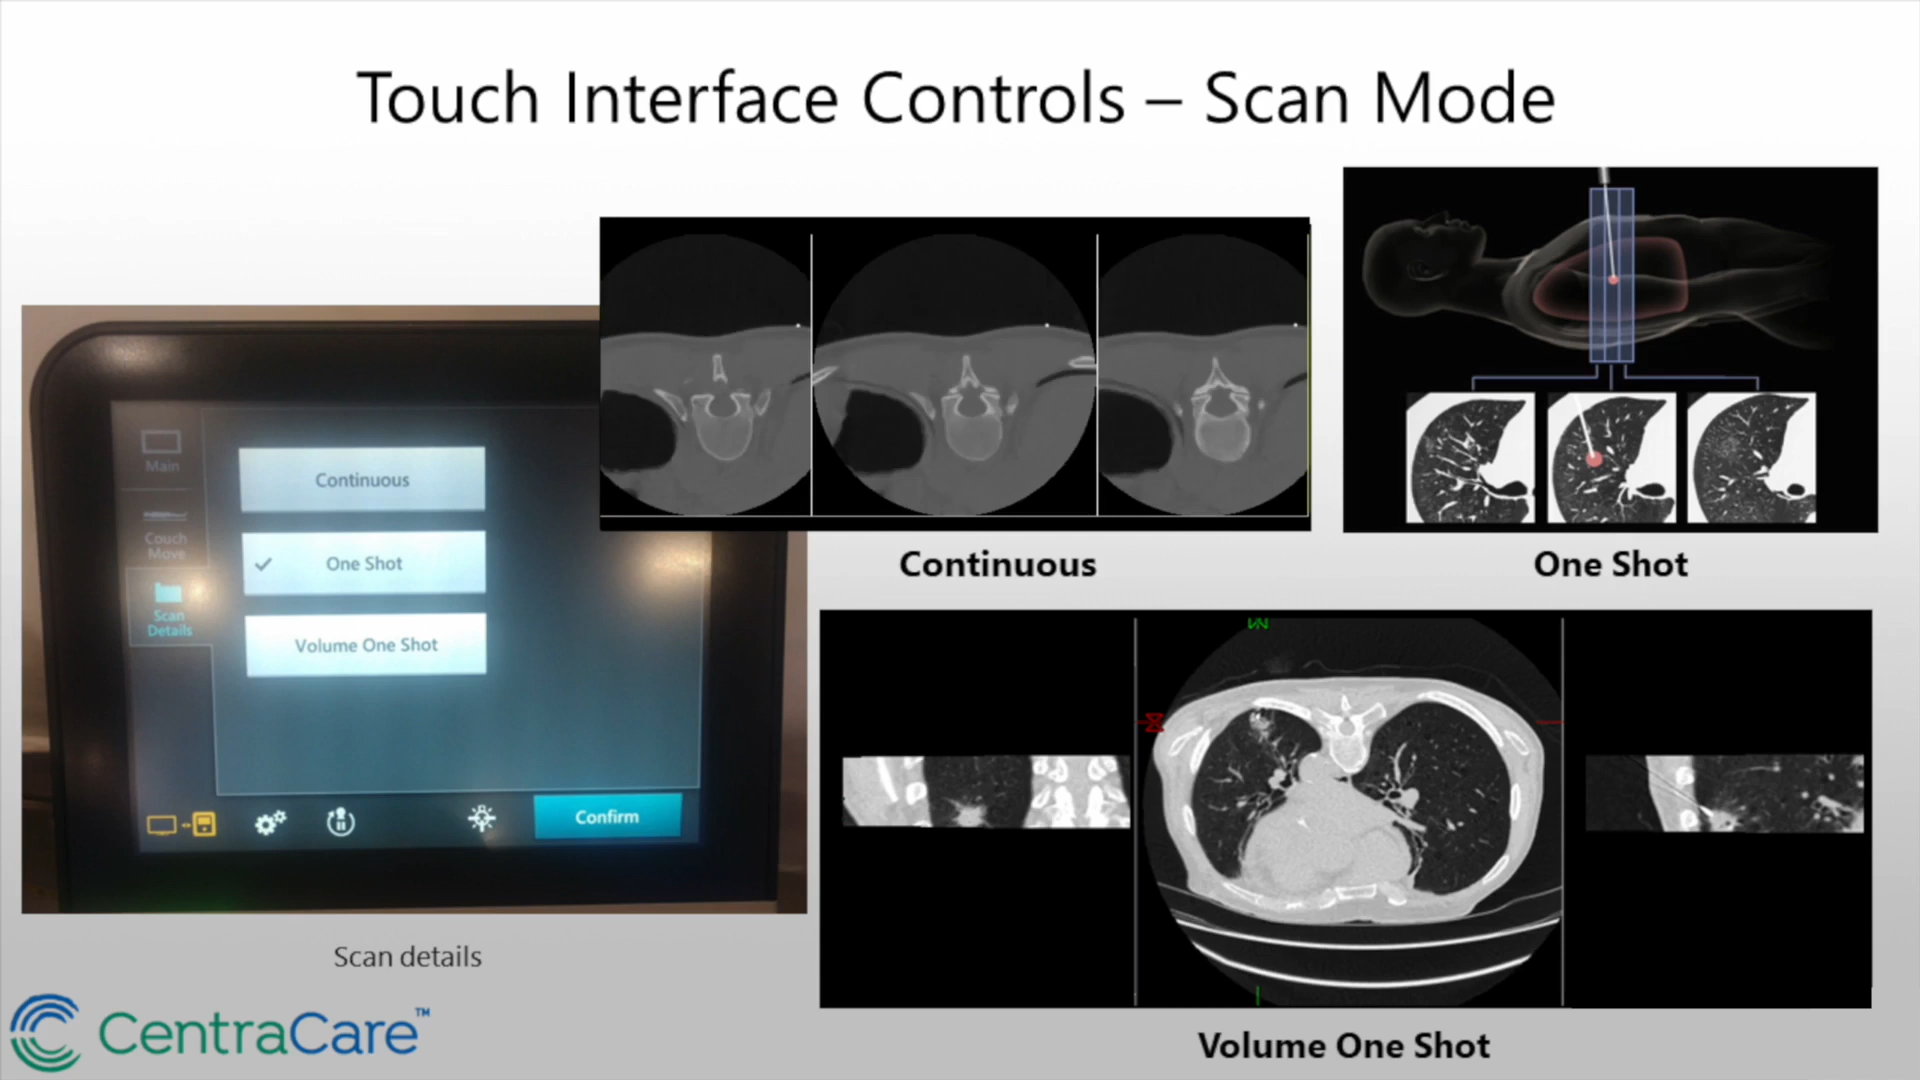 Touch Interface Controls – Scan Mode
Main
Couch
Move
Scan
Details
Continuous
One Shot
Volume One Shot
Confirm
Scan details
Continuous
One Shot
Volume One Shot
CentraCare™